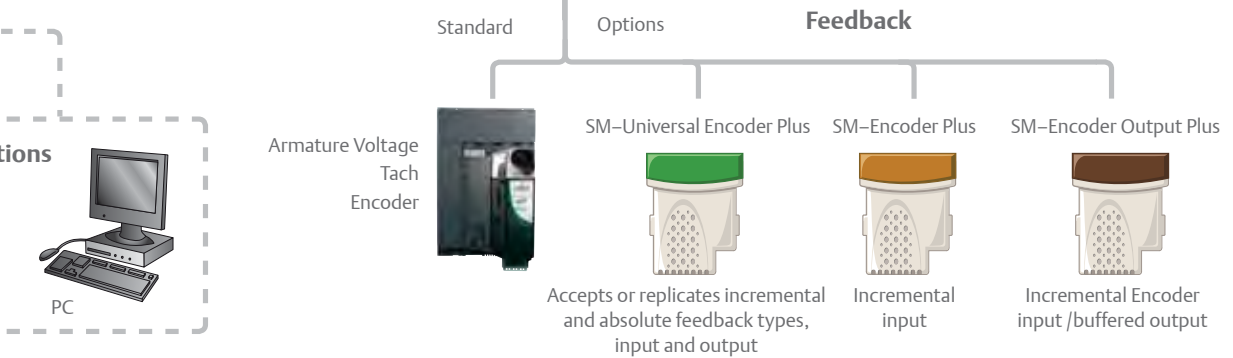 Standard
Options
Feedback
tions
PC
Armature Voltage
Tach
Encoder
SM–Universal Encoder Plus
Accepts or replicates incremental
and absolute feedback types,
input and output
SM–Encoder Plus
Incremental
input
SM–Encoder Output Plus
Incremental Encoder
input /buffered output